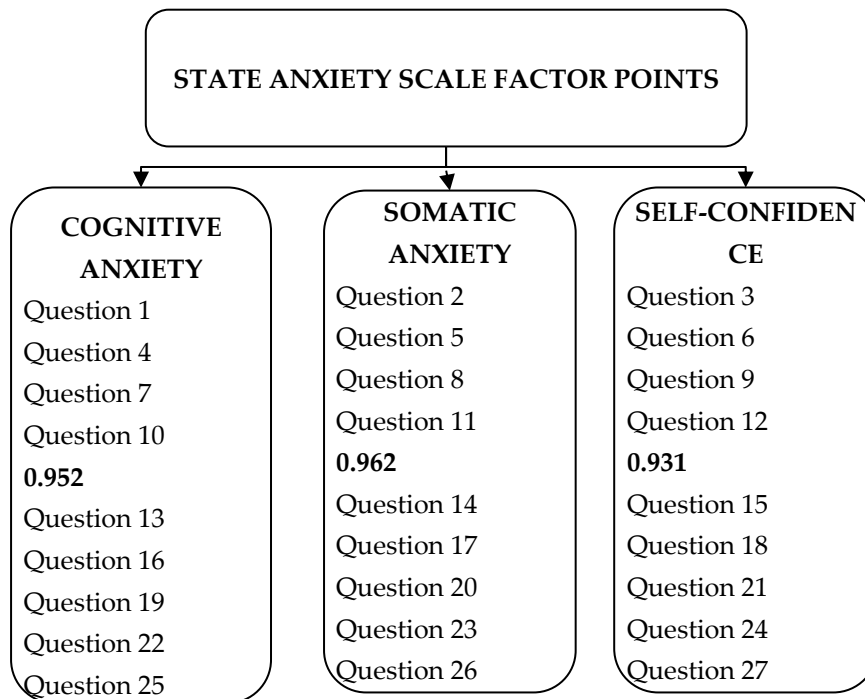 STATE ANXIETY SCALE FACTOR POINTS
COGNITIVE
ANXIETY
Question 1
Question 4
Question 7
Question 10
0.952
Question 13
Question 16
Question 19
Question 22
Question 25
SOMATIC
ANXIETY
Question 2
Question 5
Question 8
Question 11
0.962
Question 14
Question 17
Question 20
Question 23
Question 26
SELF-CONFIDEN
CE
Question 3
Question 6
Question 9
Question 12
0.931
Question 15
Question 18
Question 21
Question 24
Question 27